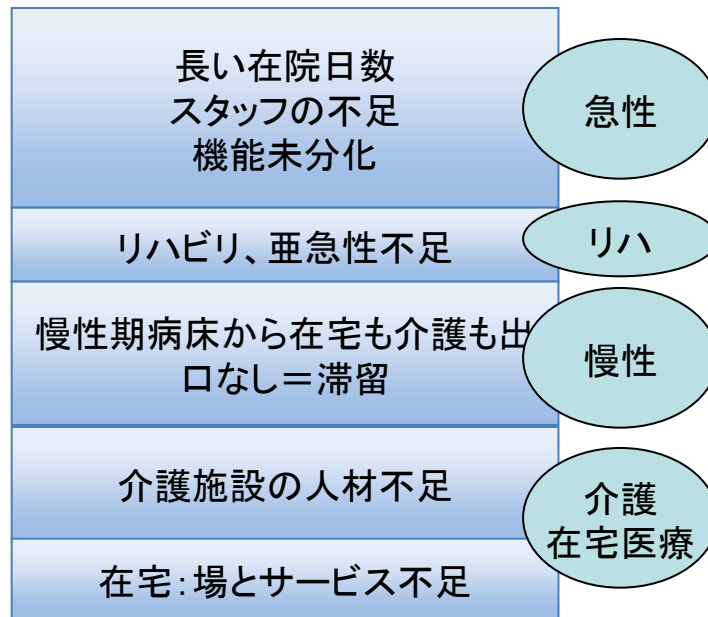 長い在院日数
スタッフの不足
機能未分化
急性
リハビリ、亜急性不足
リハ
慢性期病床から在宅も介護も出
口なし＝滞留
慢性
介護施設の人材不足
介護
在宅医療
在宅：場とサービス不足